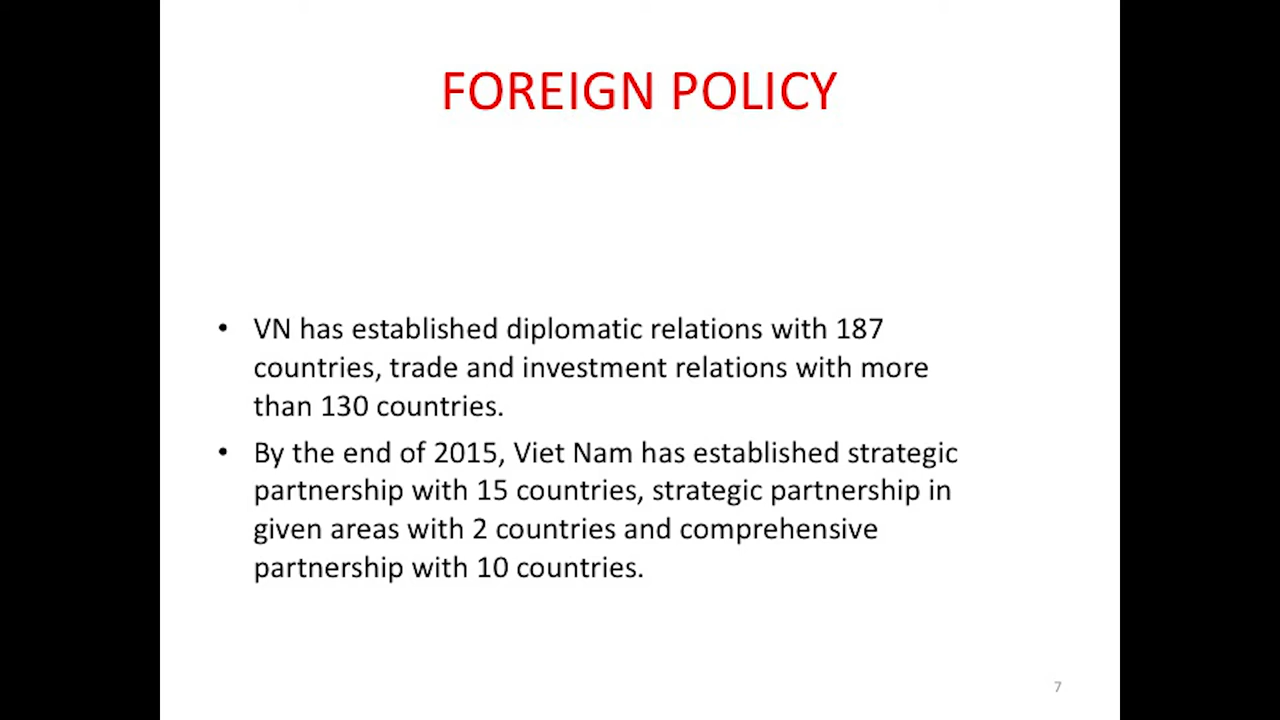 FOREIGN POLICY
• VN has established diplomatic relations with 187
countries, trade and investment relations with more
than 130 countries.
• By the end of 2015, Viet Nam has established strategic
partnership with 15 countries, strategic partnership in
given areas with 2 countries and comprehensive
partnership with 10 countries.
7